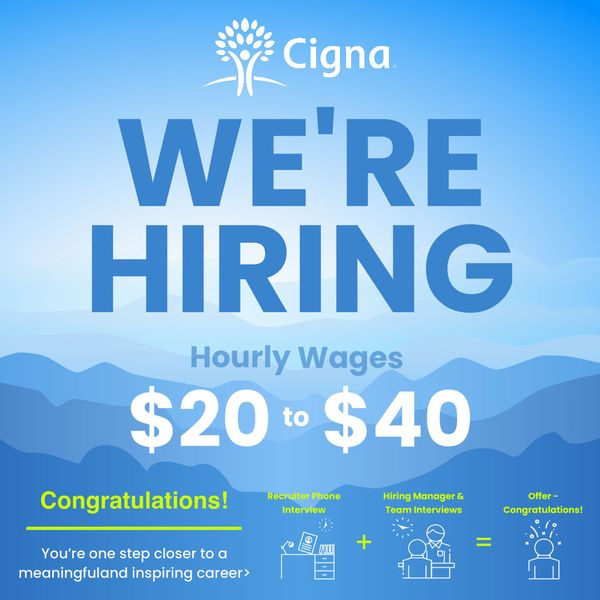 Cigna
WE'RE
HIRING
Hourly Wages
$20 to $40
Congratulations!
You're one step closer to a
meaningfuland inspiring career>
Recruiter Phone
Interview
+
Hiring Manager &
Team Interviews
=
Offer -
Congratulations!